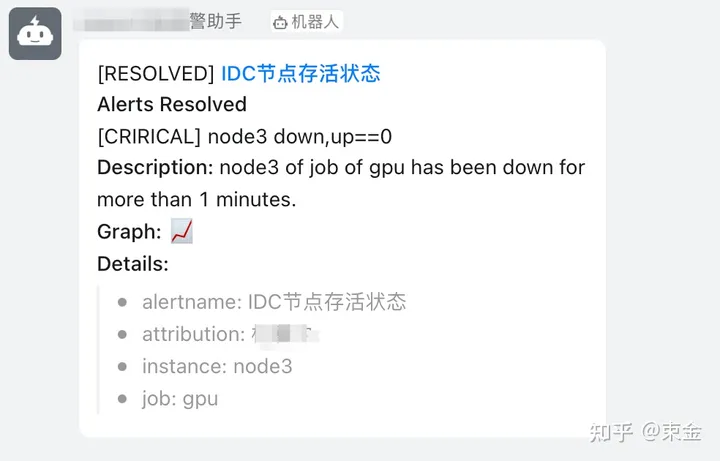 警助手 机器人
[RESOLVED] IDC节点存活状态
Alerts Resolved
[CRIRICAL] node3 down,up==0
Description: node3 of job of gpu has been down for
more than 1 minutes.
Graph:
Details:
alertname: IDC节点存活状态
attribution:
instance: node3
job: gpu
知乎 @束金